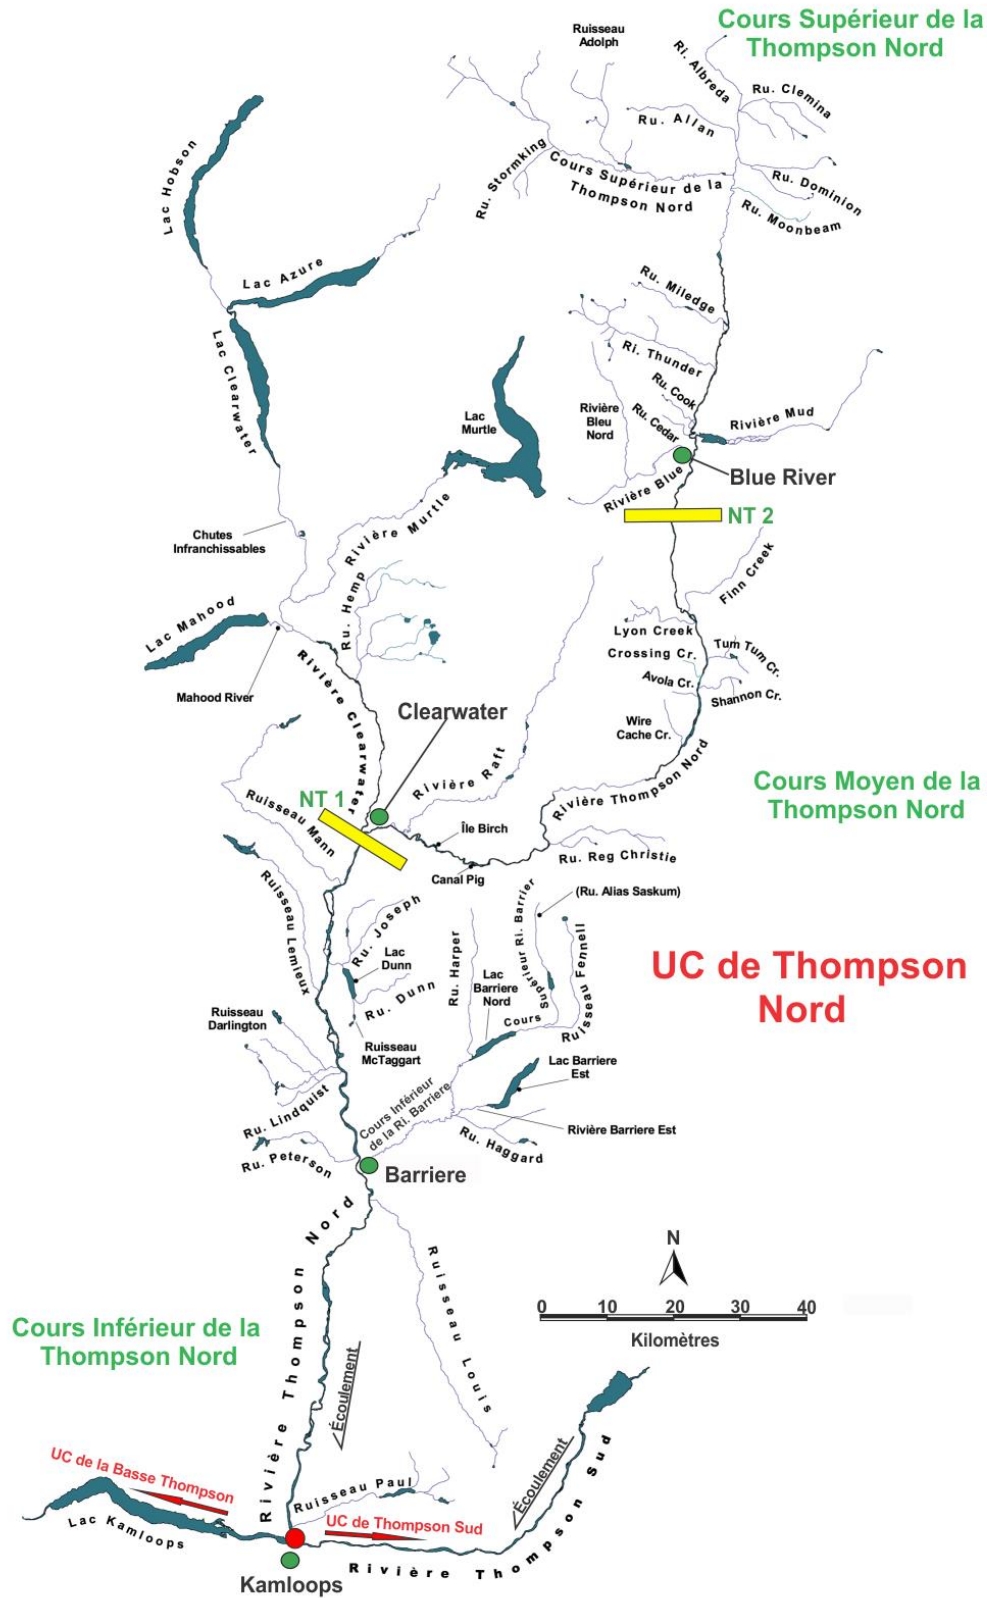 Cours Supérieur de la
Thompson Nord
Ruisseau
Adolph
Ri. Albreda
Ru. Clemina
Ru. Allan
Ru. Stormking
Cours Supérieur de la
Thompson Nord
Ru. Dominion
Ru. Moonbeam
Lac Hobson
Lac Azure
Lac Clearwater
Ru. Miledge
Ri. Thunder
Ru. Cook
Rivière
Bleu
Nord
Ru. Cedar
Rivière Mud
Lac
Murtle
Rivière Blue
Blue River
NT 2
Rivière Murtle
Chutes
Infranchissables
Finn Creek
Ru. Hemp
Lac Mahood
Lyon Creek
Crossing Cr.
Tum Tum Cr.
Avola Cr.
Shannon Cr.
Mahood River
Rivière Clearwater
Wire
Cache Cr.
Clearwater
Rivière Raft
Rivière Thompson Nord
Cours Moyen de la
Thompson Nord
NT 1
Ruisseau Mann
Île Birch
Ru. Reg Christie
Canal Pig
(Ru. Alias Saskum)
Ruisseau Lemieux
Ru. Joseph
Lac
Dunn
Ru. Dunn
Ru. Harper
Lac
Barriere
Nord
Cours Supérieur Ri. Barrier
Ruisseau Fennell
UC de Thompson
Nord
Ruisseau
Darlington
Ruisseau
McTaggart
Lac Barriere
Est
Ru. Lindquist
Cours Inférieur
de la Ri. Barriere
Rivière Barriere Est
Ru. Haggard
Ru. Peterson
Barriere
N
0 10 20 30 40
Kilomètres
Cours Inférieur de la
Thompson Nord
Rivière Thompson Nord
Ruisseau Louis
Écoulement
Écoulement
UC de la Basse Thompson
Ruisseau Paul
Lac Kamloops
UC de Thompson Sud
Rivière Thompson Sud
Kamloops